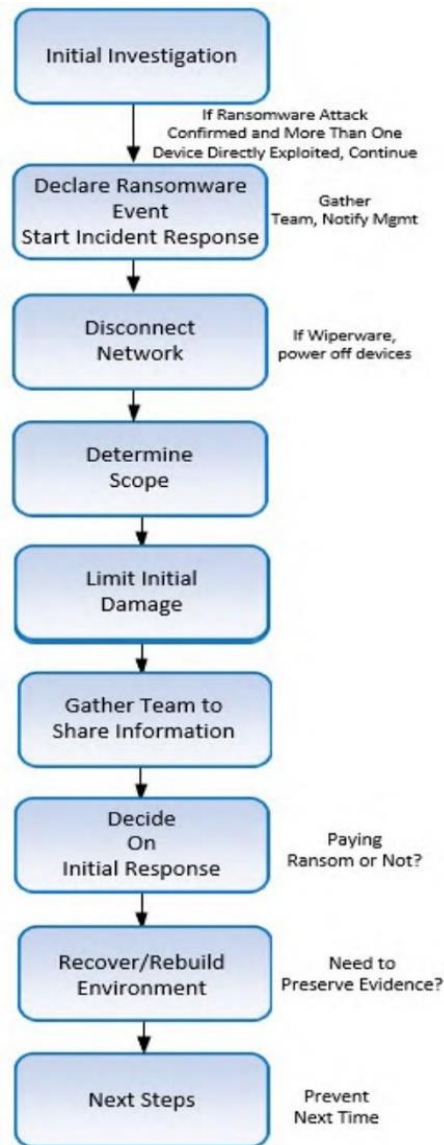 Initial Investigation
If Ransomware Attack
Confirmed and More Than One
Device Directly Exploited, Continue
Declare Ransomware
Event
Start Incident Response
Gather
Team, Notify Mgmt
Disconnect
Network
If Wiperware,
power off devices
Determine
Scope
Limit Initial
Damage
Gather Team to
Share Information
Decide
On
Initial Response
Paying
Ransom or Not?
Recover/Rebuild
Environment
Need to
Preserve Evidence?
Next Steps
Prevent
Next Time